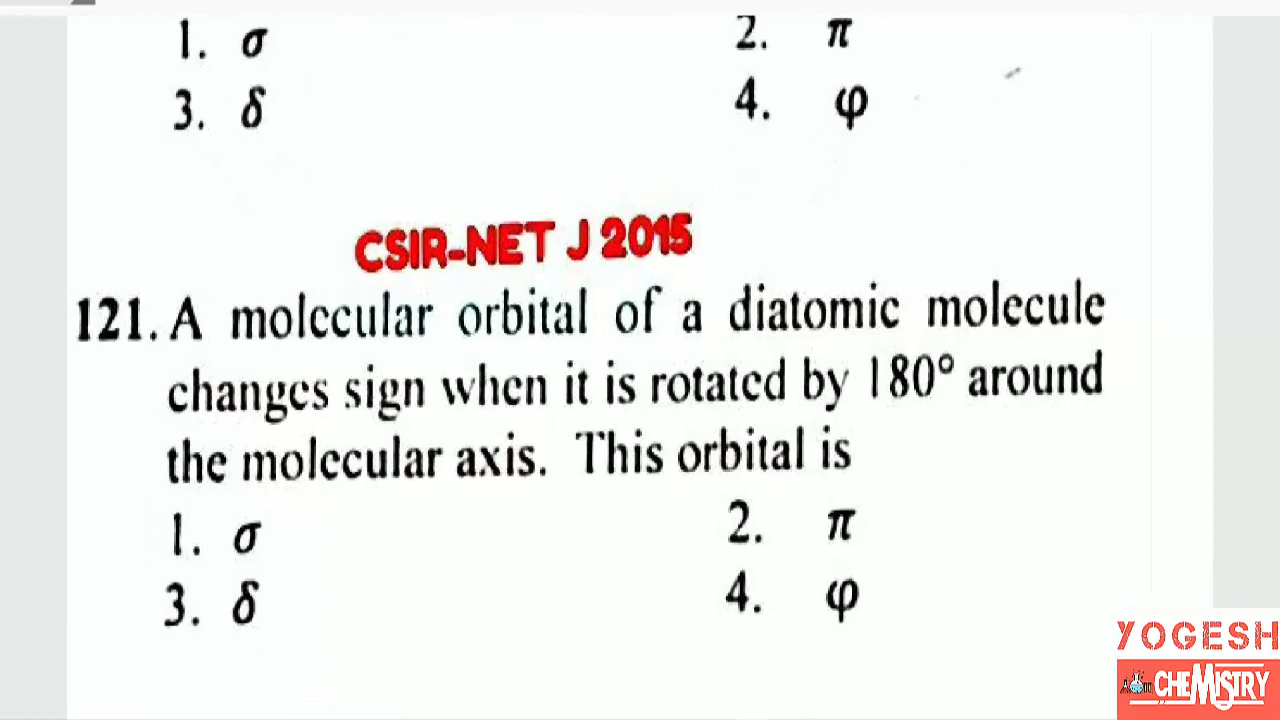 1. σ 2. π
3. δ 4. φ
CSIR-NET J 2015
121. A molecular orbital of a diatomic molecule
changes sign when it is rotated by 180° around
the molecular axis. This orbital is
1. σ 2. π
3. δ 4. φ
YOGESH
CHEMISTRY